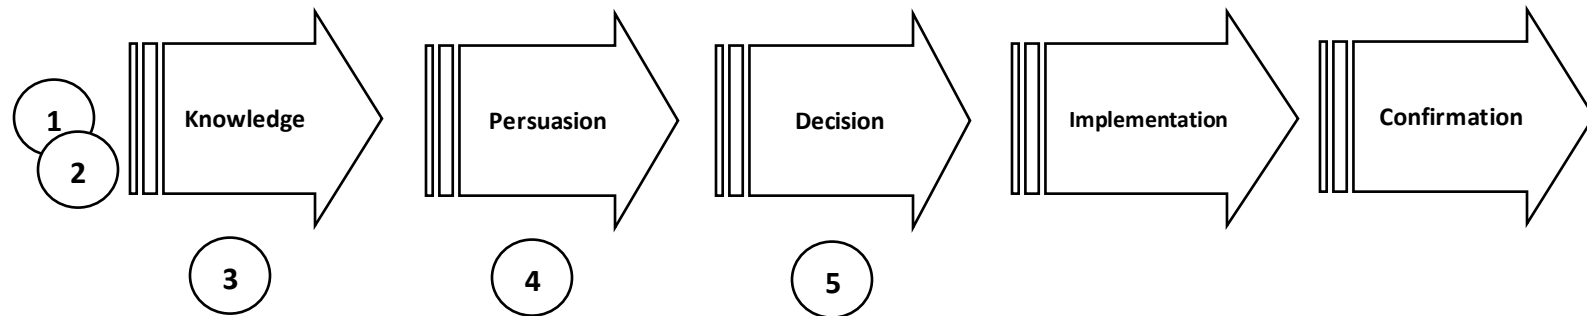 1
2
Knowledge
Persuasion
Decision
Implementation
Confirmation
3
4
5